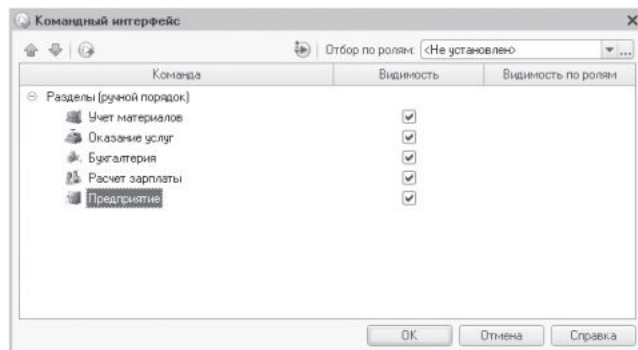 Командный интерфейс
Отбор по ролям: <Не установлен>
Команда Видимость Видимость по ролям
Разделы (ручной порядок)
Учет материалов
Оказание услуг
Бухгалтерия
Расчет зарплаты
Предприятие
OK Отмена Справка